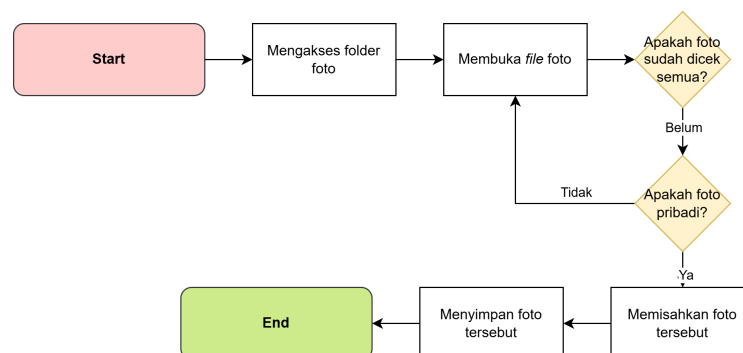 Start
Mengakses folder
foto
Membuka file foto
Apakah foto
sudah dicek
semua?
Belum
Apakah foto
pribadi?
Tidak
Ya
Memisahkan foto
tersebut
Menyimpan foto
tersebut
End